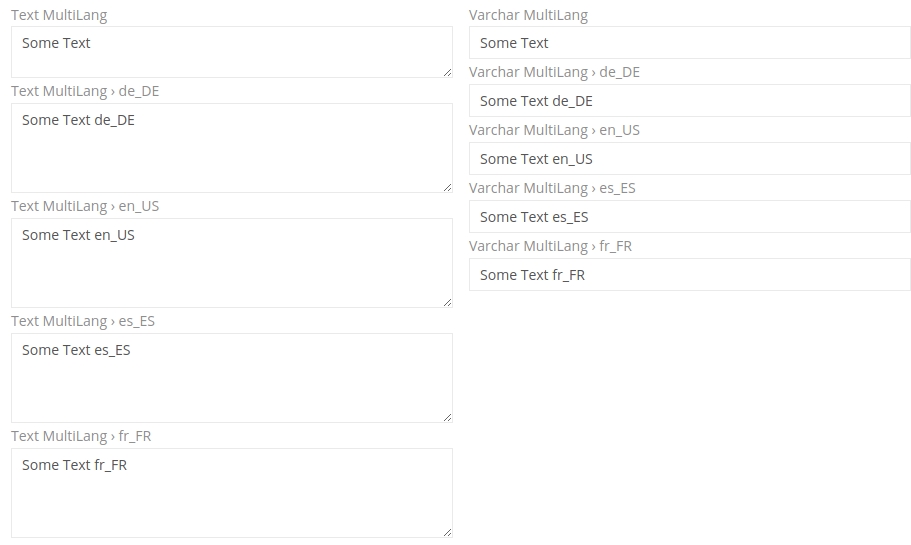 Text MultiLang
Some Text
Text MultiLang › de_DE
Some Text de_DE
Text MultiLang › en_US
Some Text en_US
Text MultiLang › es_ES
Some Text es_ES
Text MultiLang › fr_FR
Some Text fr_FR
Varchar MultiLang
Some Text
Varchar MultiLang › de_DE
Some Text de_DE
Varchar MultiLang › en_US
Some Text en_US
Varchar MultiLang › es_ES
Some Text es_ES
Varchar MultiLang › fr_FR
Some Text fr_FR